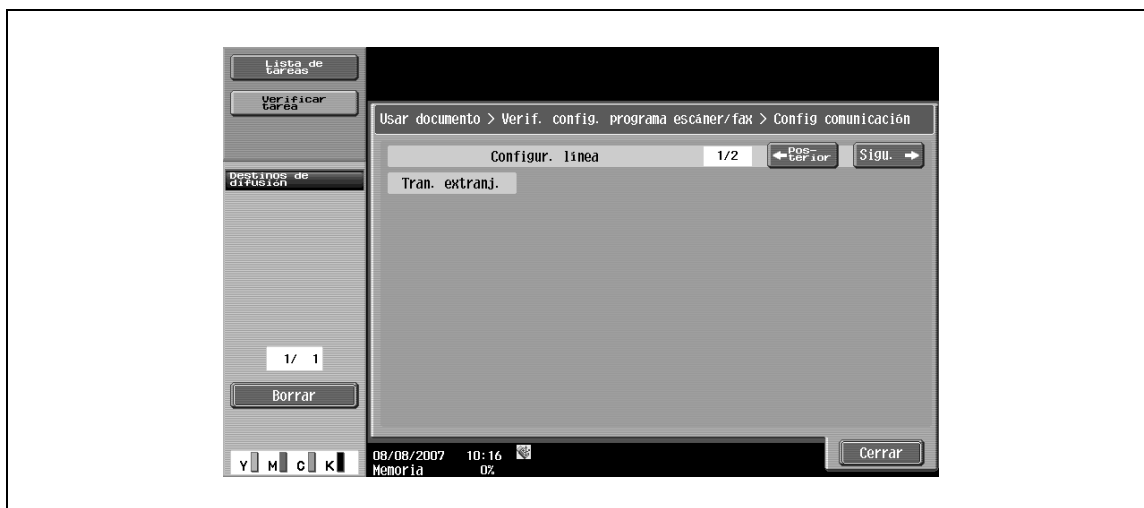 Lista de
tareas
Verificar
tarea
Usar documento > Verif. config. programa escáner/fax > Config comunicación
Configur. línea
1/2
←Pos-
terior
Sigu. →
Destinos de
difusión
Tran. extranj.
1/ 1
Borrar
Y M C K
08/08/2007 10:16
Memoria 0%
Cerrar